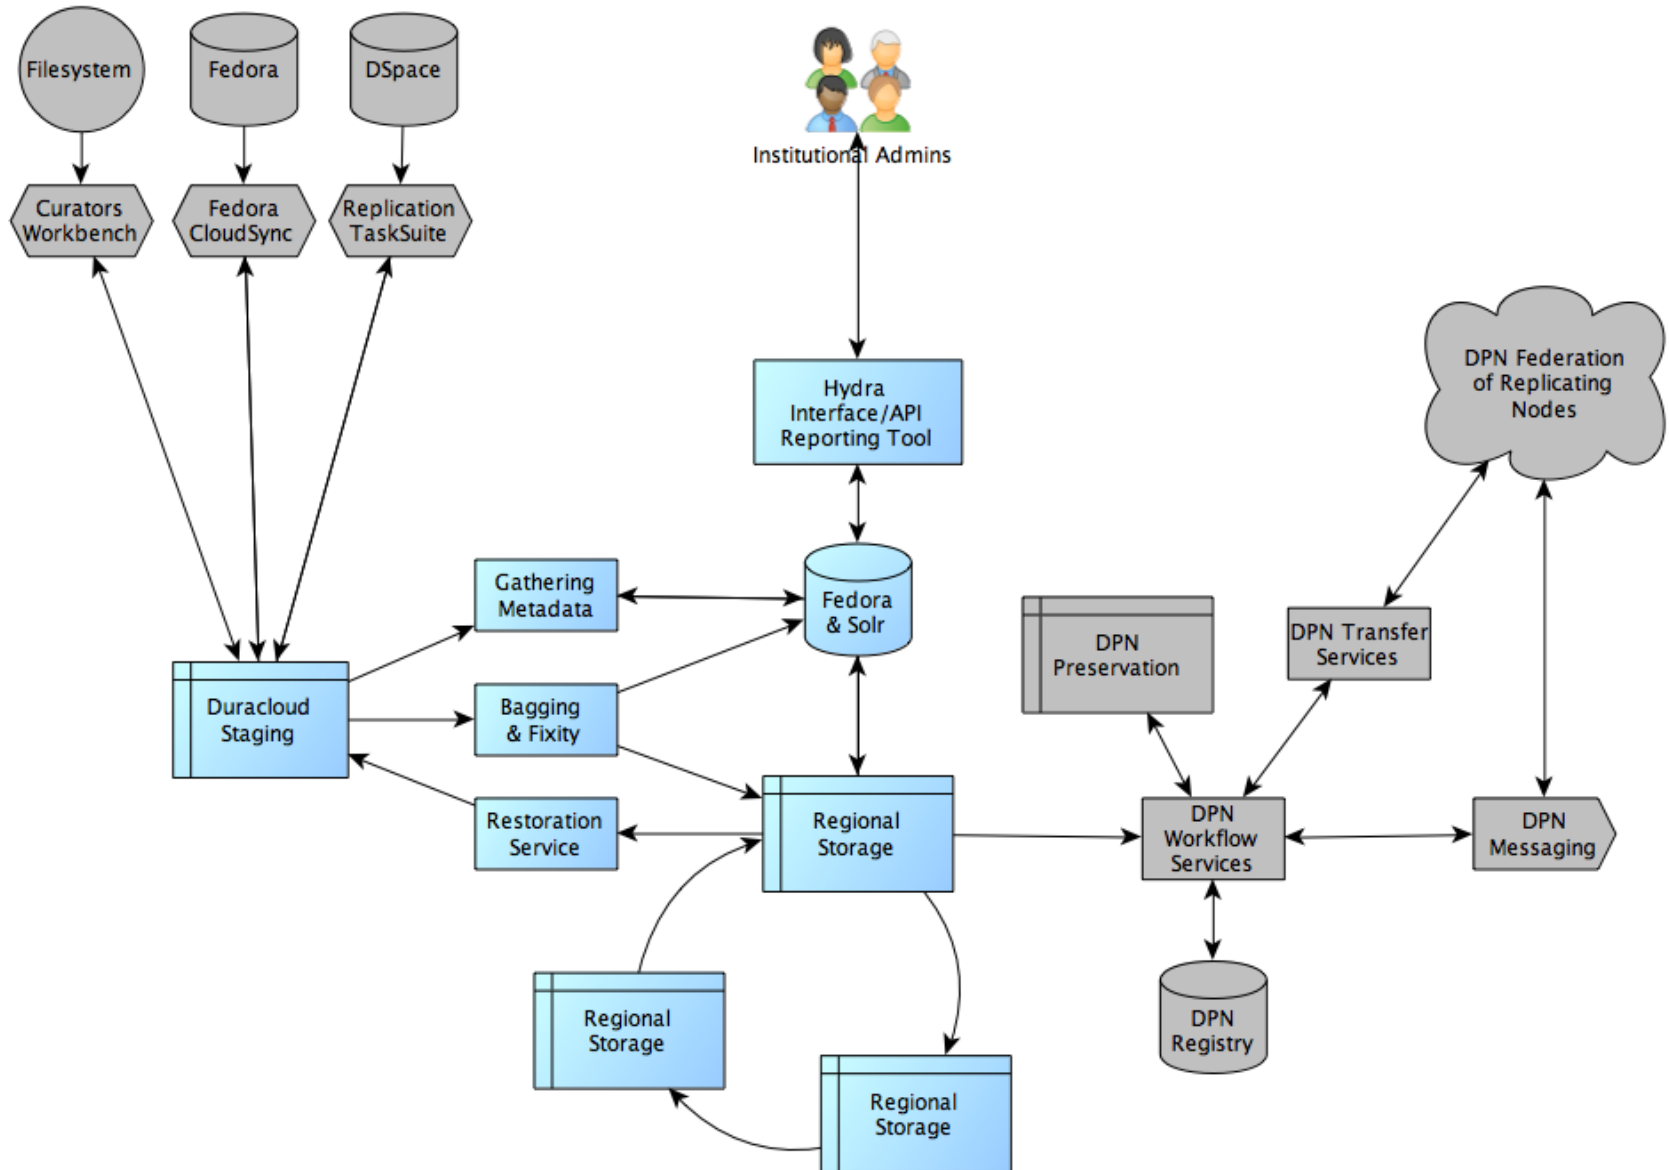 Filesystem
Fedora
DSpace
Institutional Admins
Curators
Workbench
Fedora
CloudSync
Replication
TaskSuite
Hydra
Interface/API
Reporting Tool
DPN Federation
of Replicating
Nodes
Gathering
Metadata
Fedora
& Solr
DPN
Preservation
DPN Transfer
Services
Duracloud
Staging
Bagging
& Fixity
Restoration
Service
Regional
Storage
DPN
Workflow
Services
DPN
Messaging
Regional
Storage
DPN
Registry
Regional
Storage